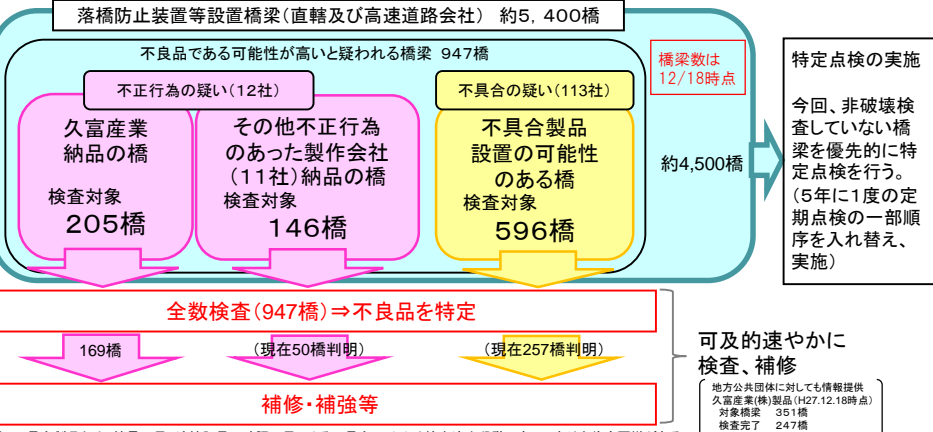 落橋防止装置等設置橋梁(直轄及び高速道路会社) 約5,400橋
不良品である可能性が高いと疑われる橋梁 947橋
不正行為の疑い(12社)
久富産業
納品の橋
検査対象
205橋
その他不正行為
のあった製作会社
(11社)納品の橋
検査対象
146橋
不具合の疑い(113社)
不具合製品
設置の可能性
のある橋
検査対象
596橋
橋梁数は
12/18時点
約4,500橋
特定点検の実施
今回、非破壊検
査していない橋
梁を優先的に特
定点検を行う。
(5年に1度の定
期点検の一部順
序を入れ替え、
実施)
全数検査(947橋)⇒不良品を特定
169橋
(現在50橋判明)
(現在257橋判明)
補修・補強等
可及的速やかに
検査、補修
地方公共団体に対しても情報提供
久富産業(株)製品(H27.12.18時点)
対象橋梁 351橋
検査完了 247橋